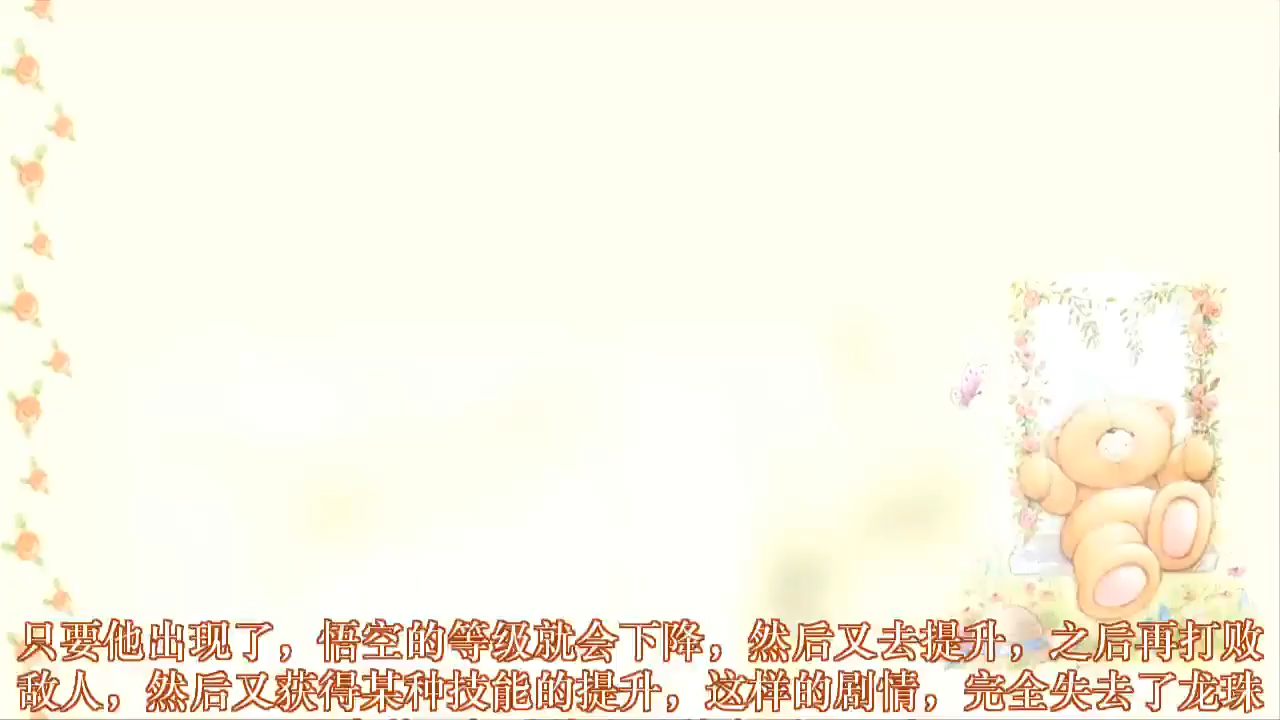 只要他出现了，悟空的等级就会下降，然后又去提升，之后再打败
敌人，然后又获得某种技能的提升，这样的剧情，完全失去了龙珠